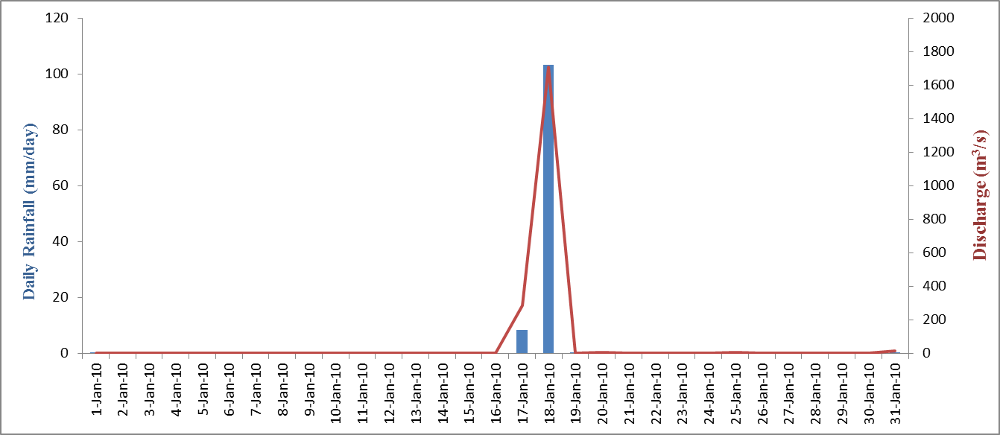 Daily Rainfall (mm/day)
120
100
80
60
40
20
0
2000
1800
1600
1400
1200
1000
800
600
400
200
0
Discharge (m³/s)
1-Jan-10
2-Jan-10
3-Jan-10
4-Jan-10
5-Jan-10
6-Jan-10
7-Jan-10
8-Jan-10
9-Jan-10
10-Jan-10
11-Jan-10
12-Jan-10
13-Jan-10
14-Jan-10
15-Jan-10
16-Jan-10
17-Jan-10
18-Jan-10
19-Jan-10
20-Jan-10
21-Jan-10
22-Jan-10
23-Jan-10
24-Jan-10
25-Jan-10
26-Jan-10
27-Jan-10
28-Jan-10
29-Jan-10
30-Jan-10
31-Jan-10